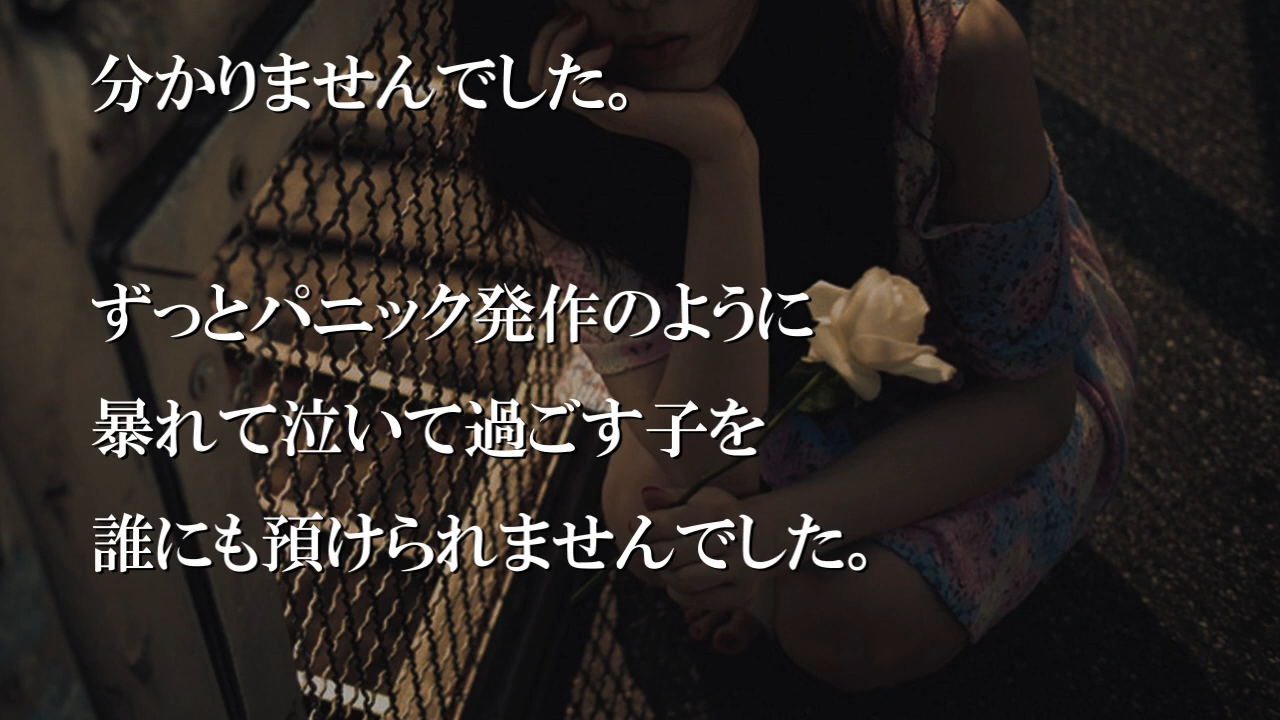 分かりませんでした。
ずっとパニック発作のように
暴れて泣いて過ごす子を
誰にも預けられませんでした。